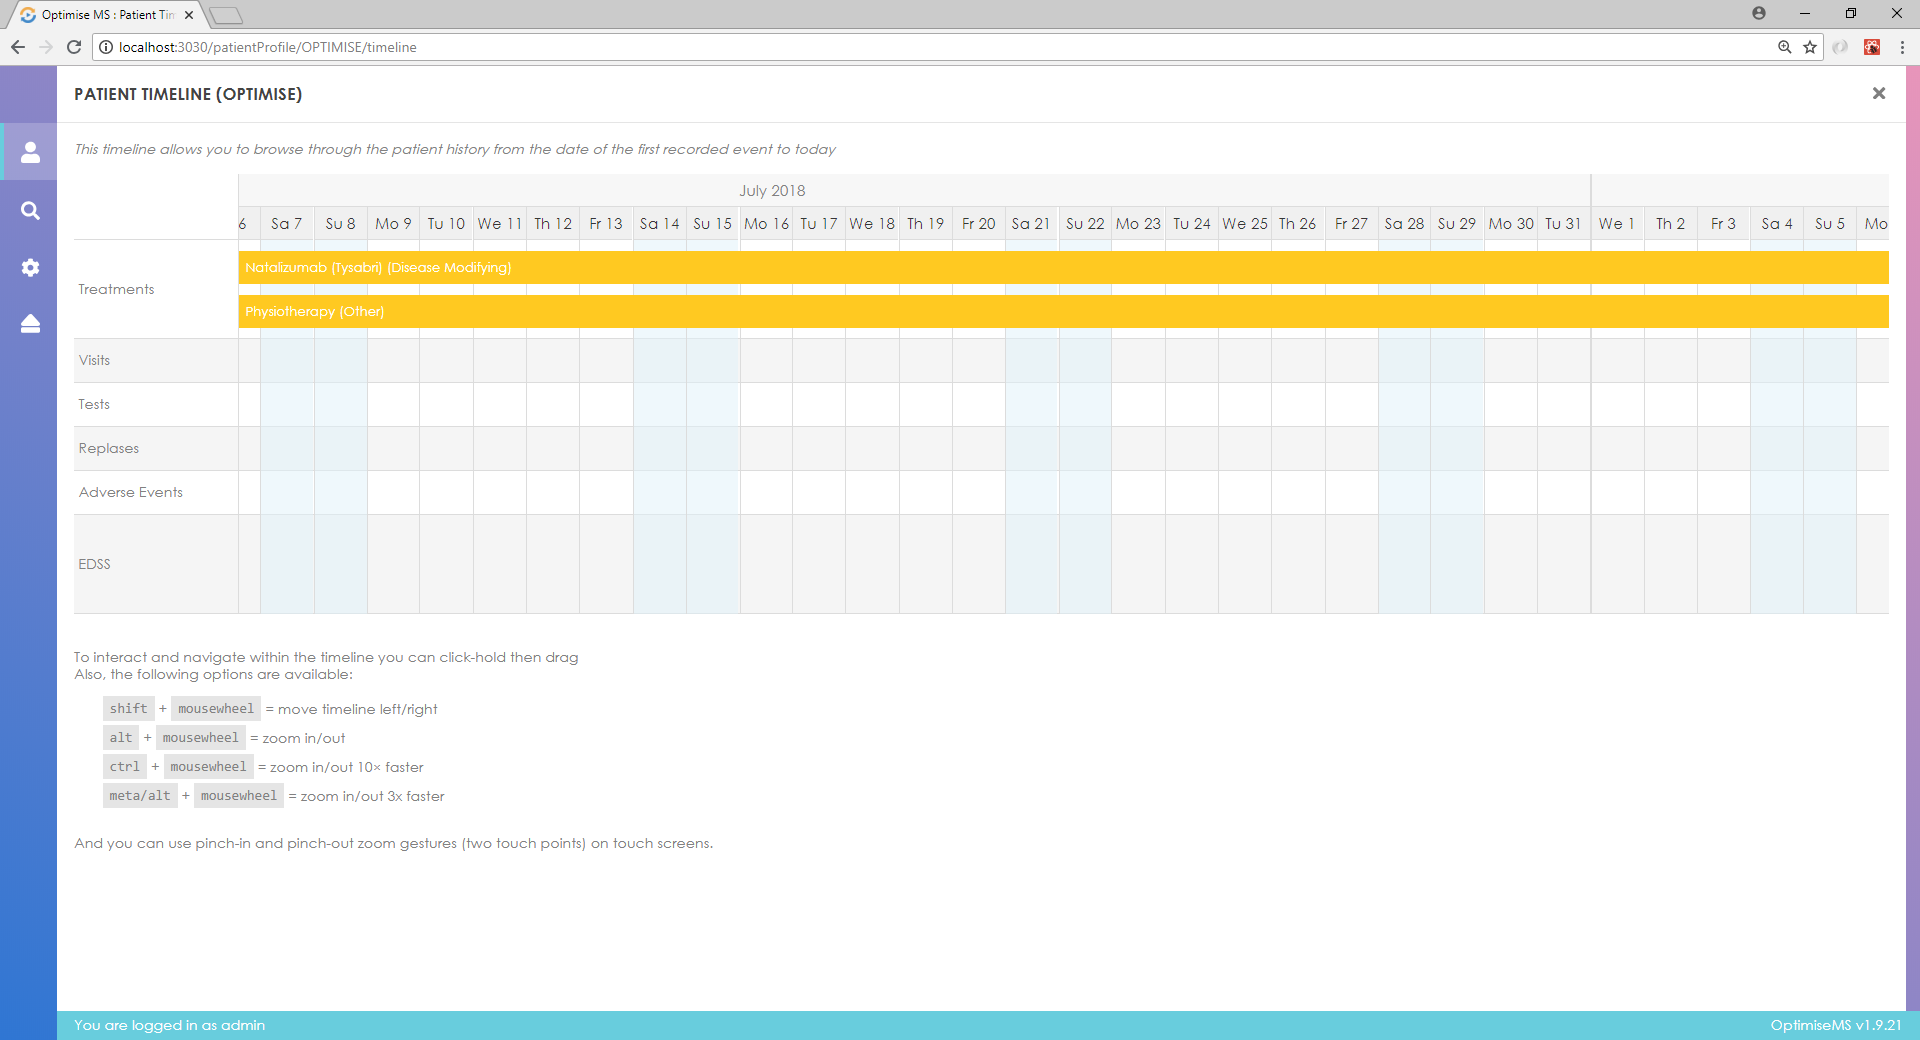 Optimise MS : Patient Tim
localhost:3030/patientProfile/OPTIMISE/timeline
PATIENT TIMELINE (OPTIMISE)
This timeline allows you to browse through the patient history from the date of the first recorded event to today
July 2018
6 Sa 7 Su 8 Mo 9 Tu 10 We 11 Th 12 Fr 13 Sa 14 Su 15 Mo 16 Tu 17 We 18 Th 19 Fr 20 Sa 21 Su 22 Mo 23 Tu 24 We 25 Th 26 Fr 27 Sa 28 Su 29 Mo 30 Tu 31 We 1 Th 2 Fr 3 Sa 4 Su 5 Mo
Treatments
Natalizumab (Tysabri) (Disease Modifying)
Physiotherapy (Other)
Visits
Tests
Replases
Adverse Events
EDSS
To interact and navigate within the timeline you can click-hold then drag
Also, the following options are available:
shift + mousewheel = move timeline left/right
alt + mousewheel = zoom in/out
ctrl + mousewheel = zoom in/out 10× faster
meta/alt + mousewheel = zoom in/out 3x faster
And you can use pinch-in and pinch-out zoom gestures (two touch points) on touch screens.
You are logged in as admin
OptimiseMS v1.9.21